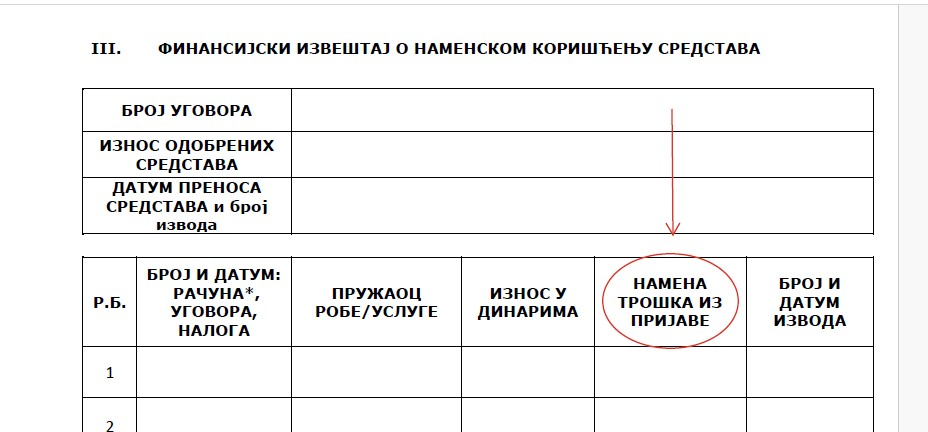 III. ФИНАНСИЈСКИ ИЗВЕШТАЈ О НАМЕНСКОМ КОРИШЋЕЊУ СРЕДСТАВА
БРОЈ УГОВОРА
ИЗНОС ОДОБРЕНИХ
СРЕДСТАВА
ДАТУМ ПРЕНОСА
СРЕДСТАВА и број
извода
Р.Б.
БРОЈ И ДАТУМ:
РАЧУНА*,
УГОВОРА,
НАЛОГА
ПРУЖАОЦ
РОБЕ/УСЛУГЕ
ИЗНОС У
ДИНАРИМА
НАМЕНА
ТРОШКА ИЗ
ПРИЈАВЕ
БРОЈ И
ДАТУМ
ИЗВОДА
1
2